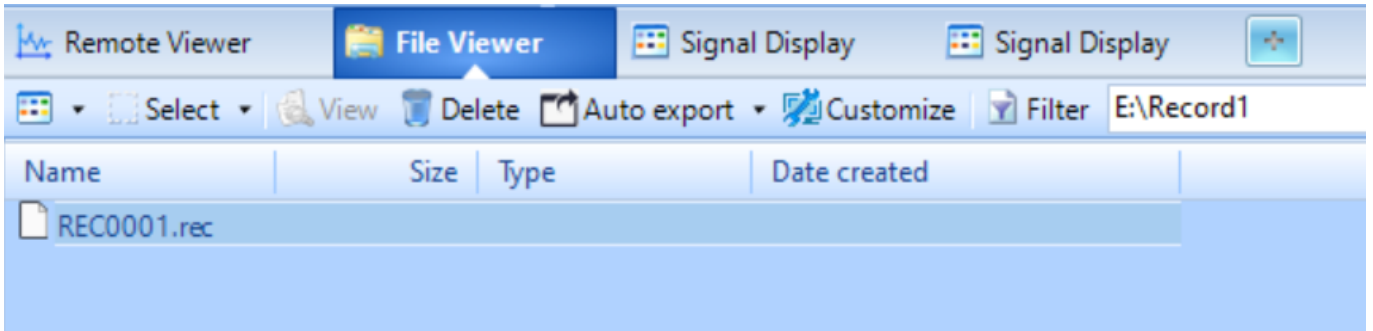 Remote Viewer File Viewer Signal Display Signal Display
Select View Delete Auto export Customize Filter E:\Record1
Name Size Type Date created
REC0001.rec